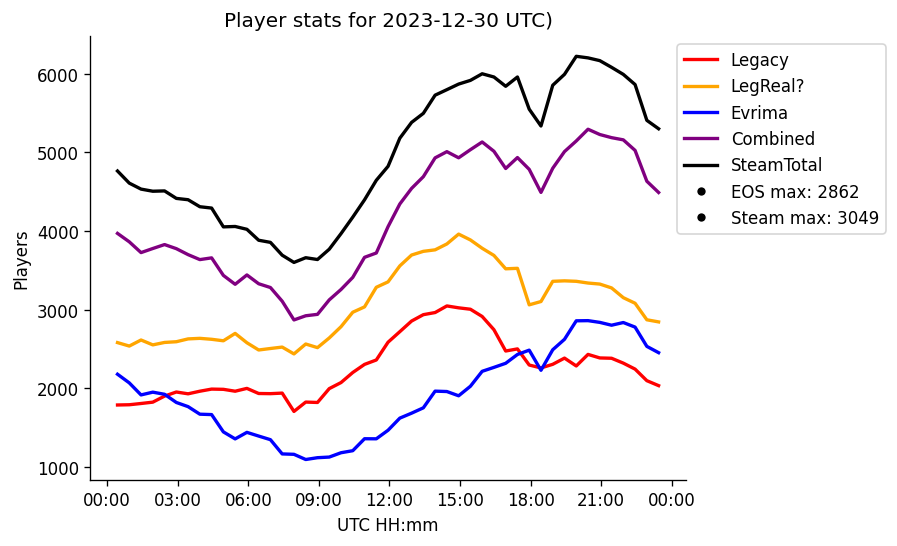 Player stats for 2023-12-30 UTC)
Legacy
LegReal?
Evrima
Combined
SteamTotal
EOS max: 2862
Steam max: 3049
Players
6000
5000
4000
3000
2000
1000
00:00 03:00 06:00 09:00 12:00 15:00 18:00 21:00 00:00
UTC HH:mm